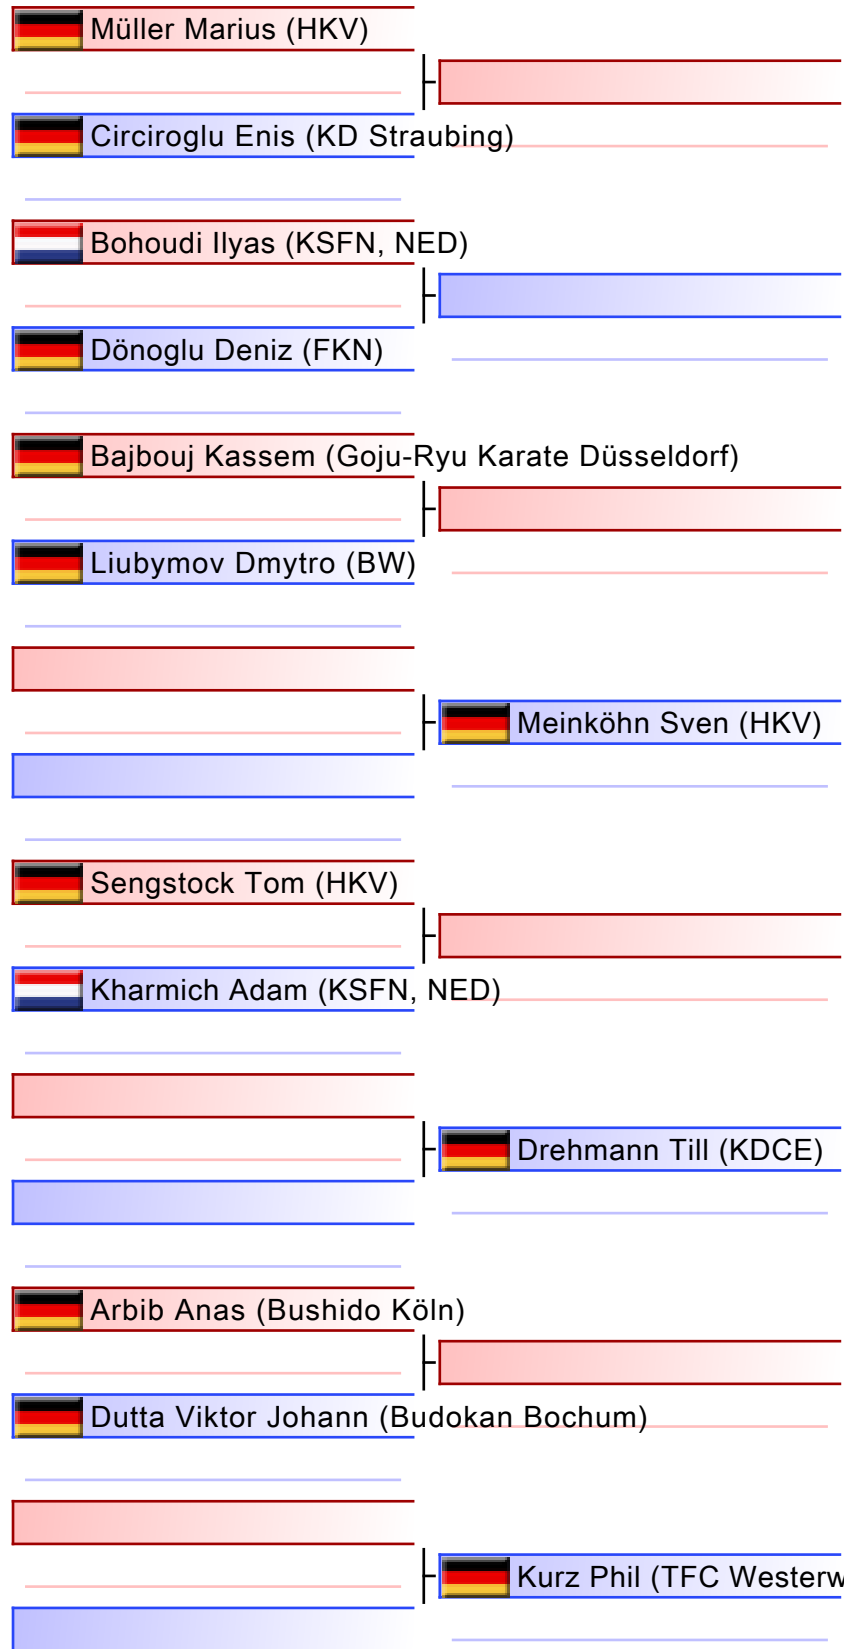 Müller Marius (HKV)
Circiroglu Enis (KD Straubing)
Bohoudi Ilyas (KSFN, NED)
Dönoglu Deniz (FKN)
Bajbouj Kassem (Goju-Ryu Karate Düsseldorf)
Liubymov Dmytro (BW)
Meinköhn Sven (HKV)
Sengstock Tom (HKV)
Kharmich Adam (KSFN, NED)
Drehmann Till (KDCE)
Arbib Anas (Bushido Köln)
Dutta Viktor Johann (Budokan Bochum)
Kurz Phil (TFC Westerw